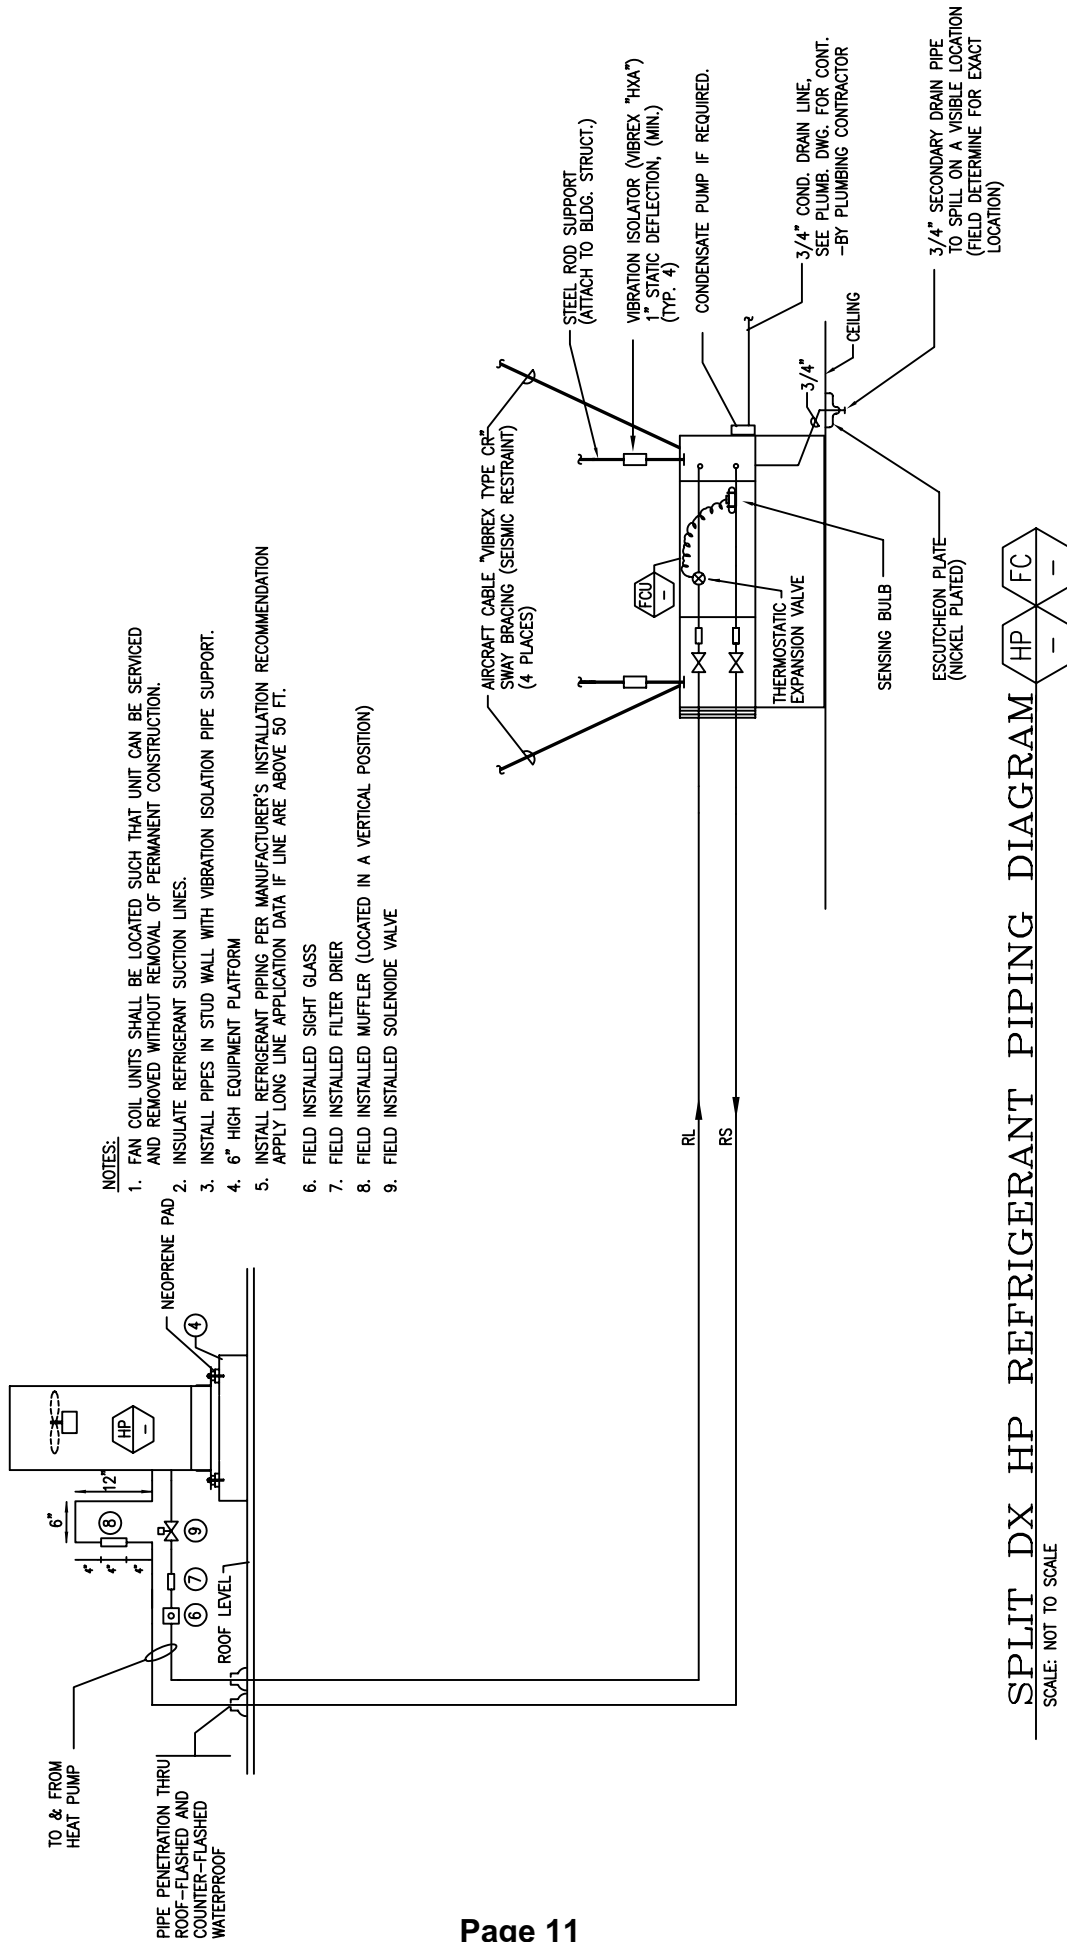 TO & FROM
HEAT PUMP
PIPE PENETRATION THRU
ROOF-FLASHED AND
COUNTER-FLASHED
WATERPROOF
ROOF LEVEL
4"
4"
4"
6"
12"
8
6
7
9
HP
-
4
NEOPRENE PAD
NOTES:
1. FAN COIL UNITS SHALL BE LOCATED SUCH THAT UNIT CAN BE SERVICED
AND REMOVED WITHOUT REMOVAL OF PERMANENT CONSTRUCTION.
2. INSULATE REFRIGERANT SUCTION LINES.
3. INSTALL PIPES IN STUD WALL WITH VIBRATION ISOLATION PIPE SUPPORT.
4. 6" HIGH EQUIPMENT PLATFORM
5. INSTALL REFRIGERANT PIPING PER MANUFACTURER'S INSTALLATION RECOMMENDATION
APPLY LONG LINE APPLICATION DATA IF LINE ARE ABOVE 50 FT.
6. FIELD INSTALLED SIGHT GLASS
7. FIELD INSTALLED FILTER DRIER
8. FIELD INSTALLED MUFFLER (LOCATED IN A VERTICAL POSITION)
9. FIELD INSTALLED SOLENOIDE VALVE
RL
RS
AIRCRAFT CABLE "VIBREX TYPE CR"
SWAY BRACING (SEISMIC RESTRAINT)
(4 PLACES)
STEEL ROD SUPPORT
(ATTACH TO BLDG. STRUCT.)
VIBRATION ISOLATOR (VIBREX "HXA")
1" STATIC DEFLECTION, (MIN.)
(TYP. 4)
CONDENSATE PUMP IF REQUIRED.
3/4" COND. DRAIN LINE,
SEE PLUMB. DWG. FOR CONT.
-BY PLUMBING CONTRACTOR
3/4" SECONDARY DRAIN PIPE
TO SPILL ON A VISIBLE LOCATION
(FIELD DETERMINE FOR EXACT
LOCATION)
FCU
-
THERMOSTATIC
EXPANSION VALVE
SENSING BULB
3/4"
CEILING
ESCUTCHEON PLATE
(NICKEL PLATED)
SPLIT DX HP REFRIGERANT PIPING DIAGRAM
HP
-
FC
-
SCALE: NOT TO SCALE
Page 11